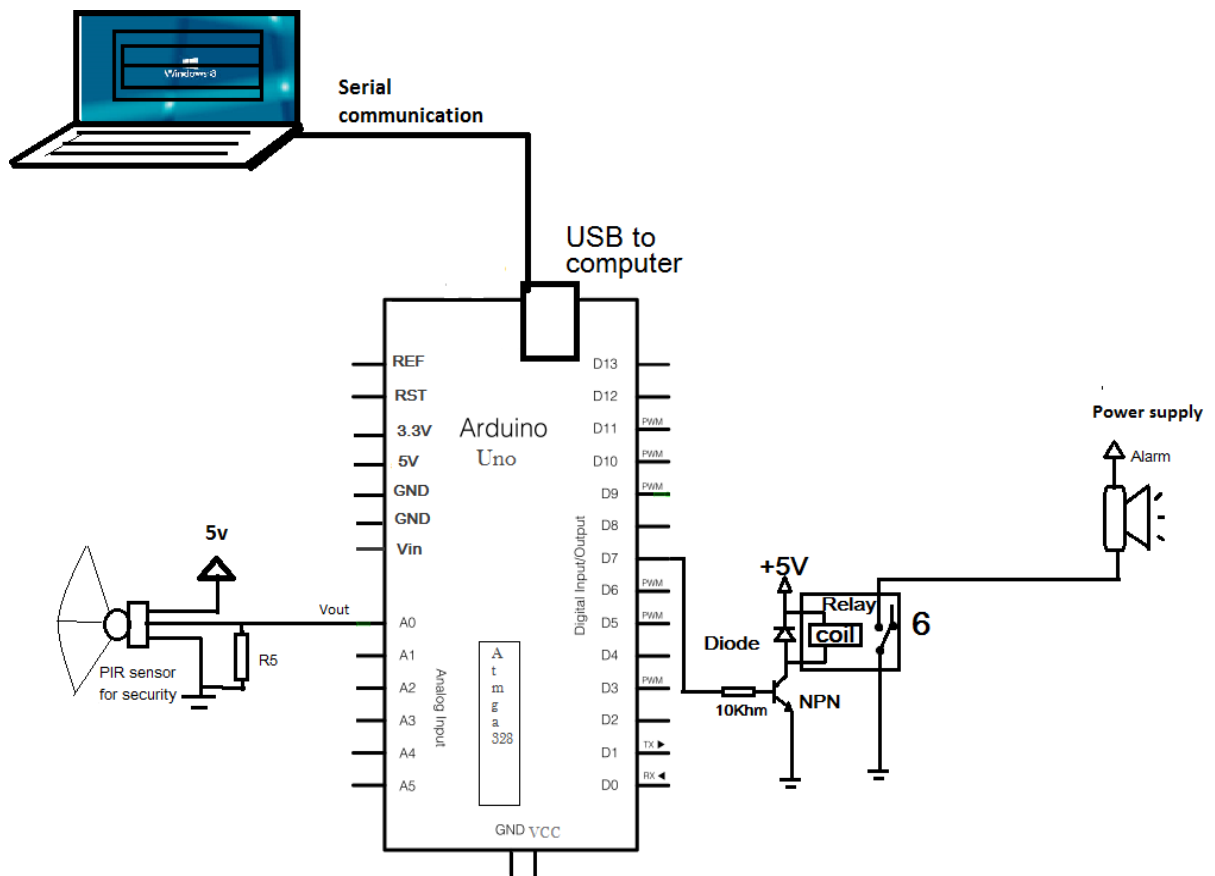 Windows 8
Serial
communication
USB to
computer
REF
RST
3.3V
5V
GND
GND
Vin
A0
A1
A2
A3
A4
A5
Analog Input
Arduino
Uno
A
t
m
g
a
328
GND VCC
D13
D12
D11
D10
D9
D8
D7
D6
D5
D4
D3
D2
D1
D0
Digital Input/Output
PWM
PWM
PWM
PWM
PWM
PWM
TX ▶
RX ◀
5v
Vout
R5
PIR sensor
for security
+5V
Relay
coil
6
Diode
10Khm
NPN
Power supply
Alarm